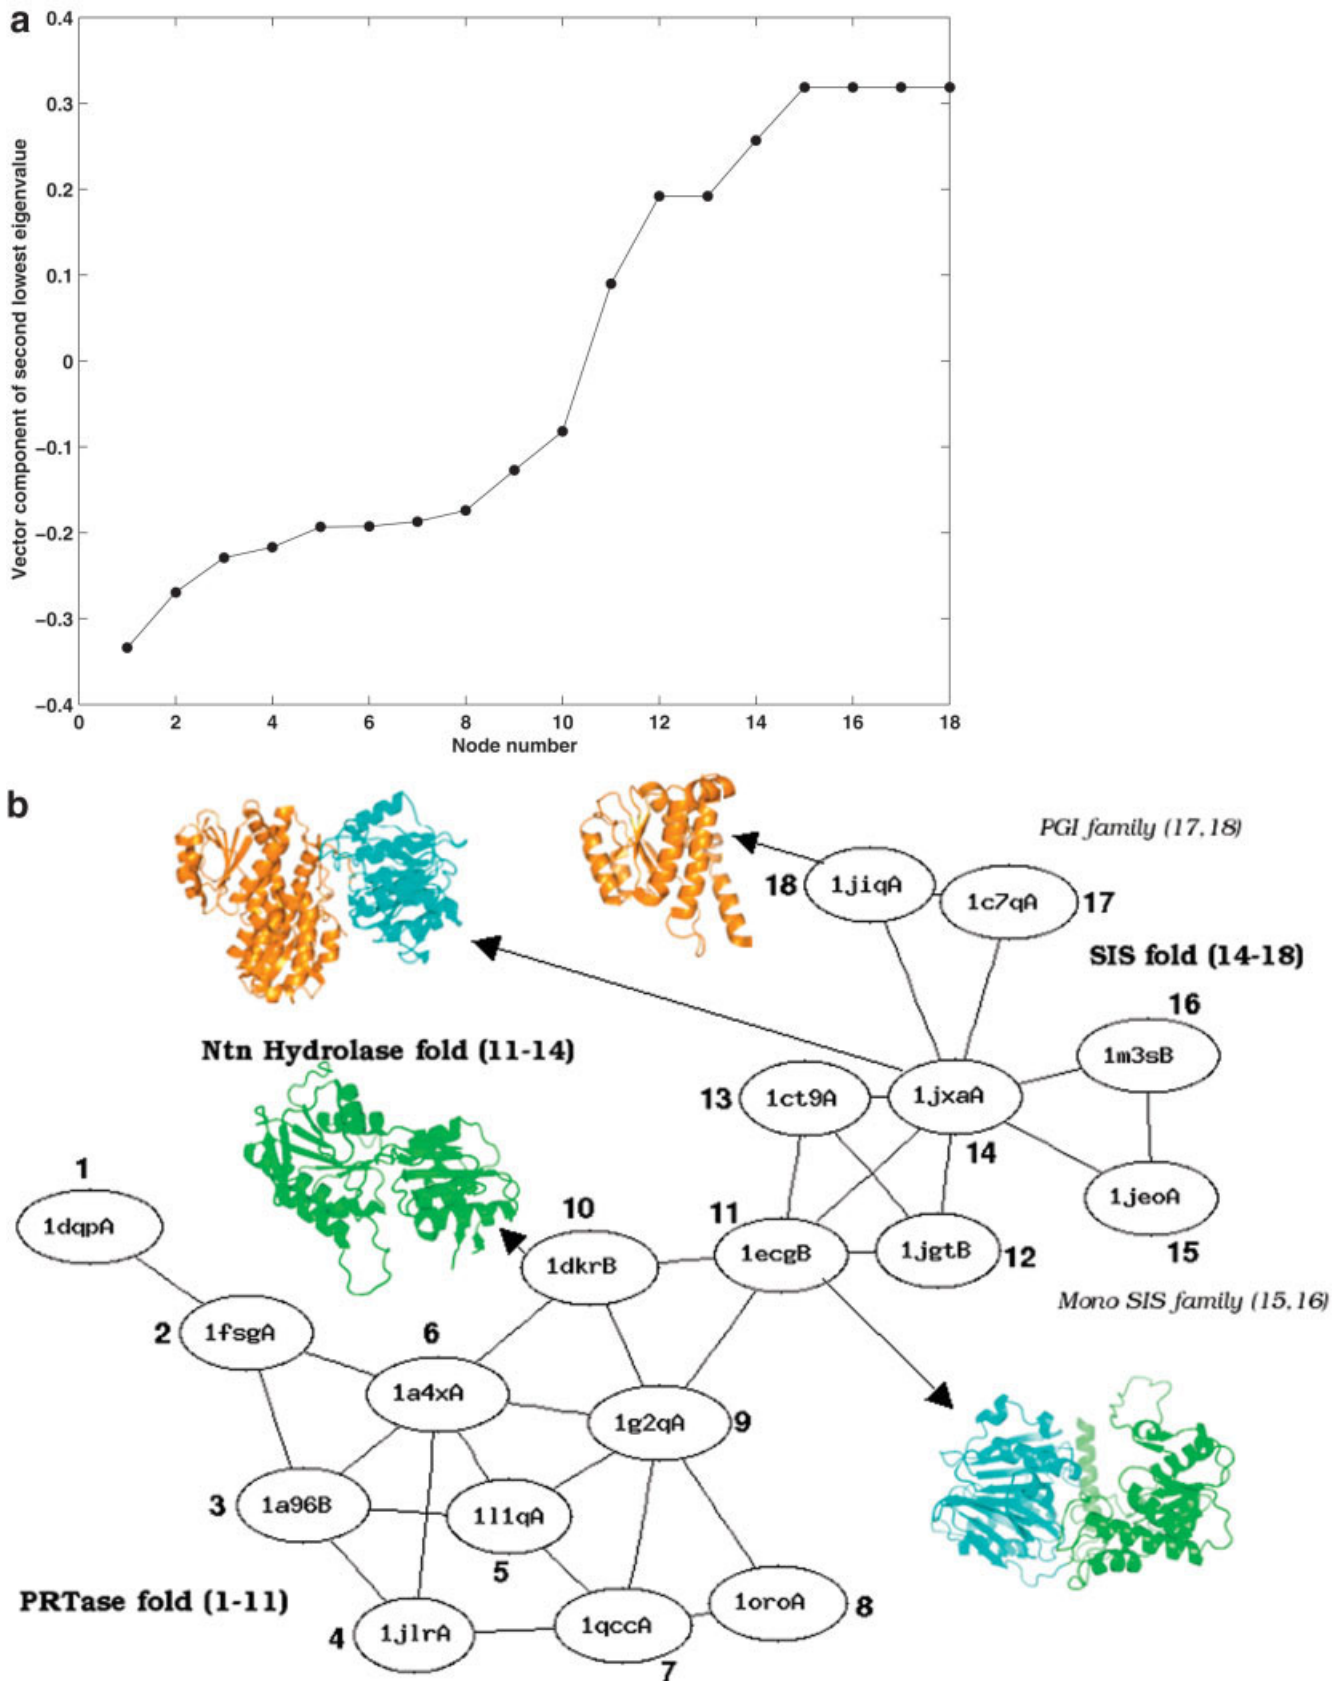 a
0.4
0.3
0.2
0.1
0
−0.1
−0.2
−0.3
−0.4
Vector component of second lowest eigenvalue
0 2 4 6 8 10 12 14 16 18
Node number
b
PGI family (17,18)
18 1jiqA
1c7qA 17
SIS fold (14-18)
16
1m3sB
Ntn Hydrolase fold (11-14)
13 1ct9A
1jxaA
14
1
1dqpA
10
1dkrB
11
1ecgB
1jgtB 12
1jeoA
15
Mono SIS family (15,16)
2 1fsgA
6
1a4xA
1g2qA 9
3 1a96B
1l1qA
5
PRTase fold (1-11)
4 1jlrA
1qccA
7
1oroA 8